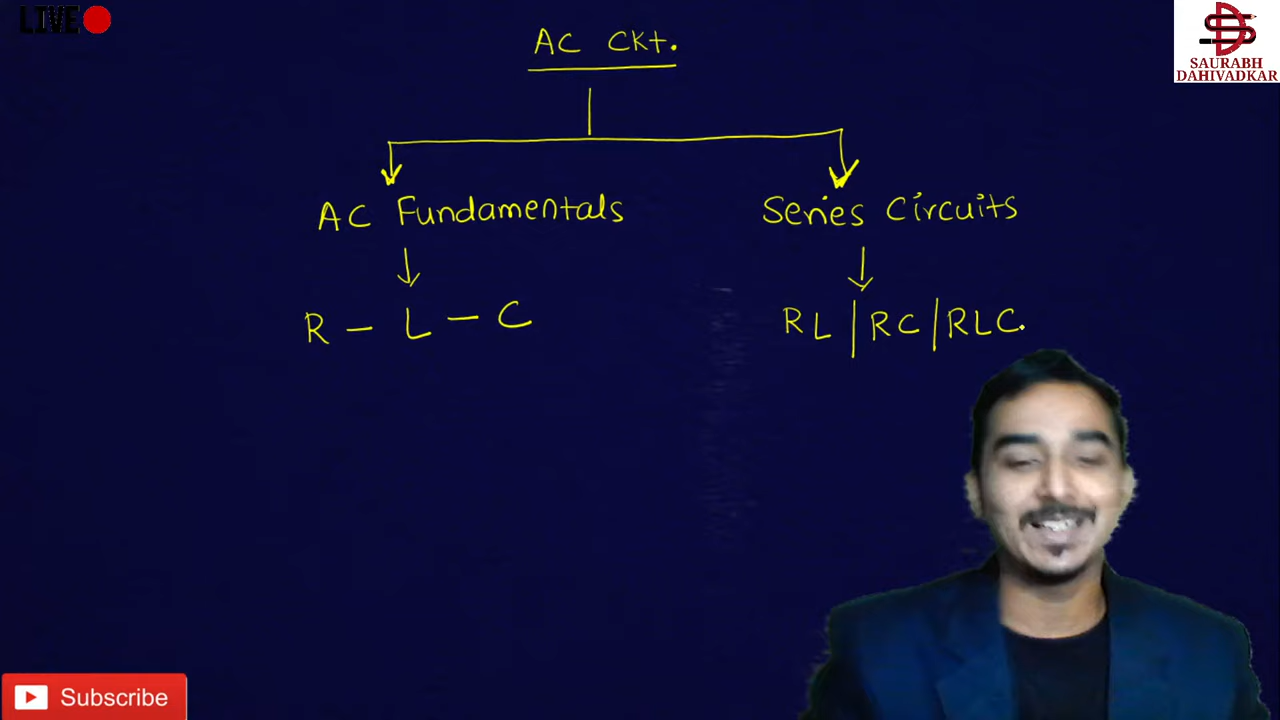 LIVE
SAURABH
DAHIVADKAR
AC CKt.
AC Fundamentals
Series Circuits
R - L - C
RL | RC | RLC.
Subscribe